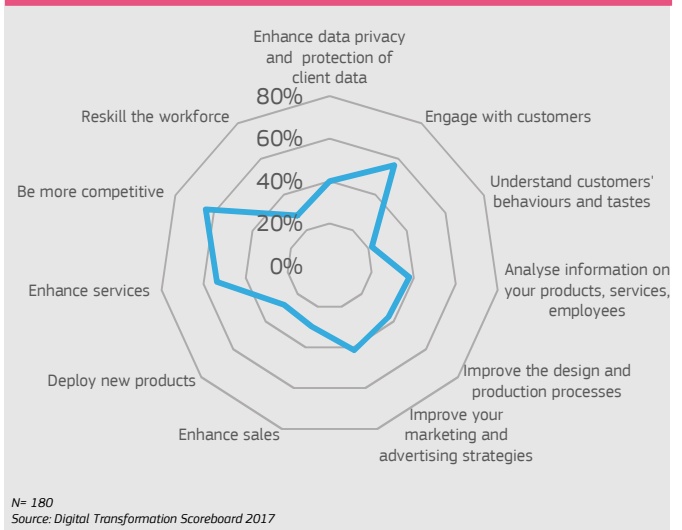 Enhance data privacy
and protection of
client data
80%
60%
40%
20%
0%
Engage with customers
Understand customers'
behaviours and tastes
Analyse information on
your products, services,
employees
Improve the design and
production processes
Improve your
marketing and
advertising strategies
Enhance sales
Deploy new products
Enhance services
Be more competitive
Reskill the workforce
N= 180
Source: Digital Transformation Scoreboard 2017